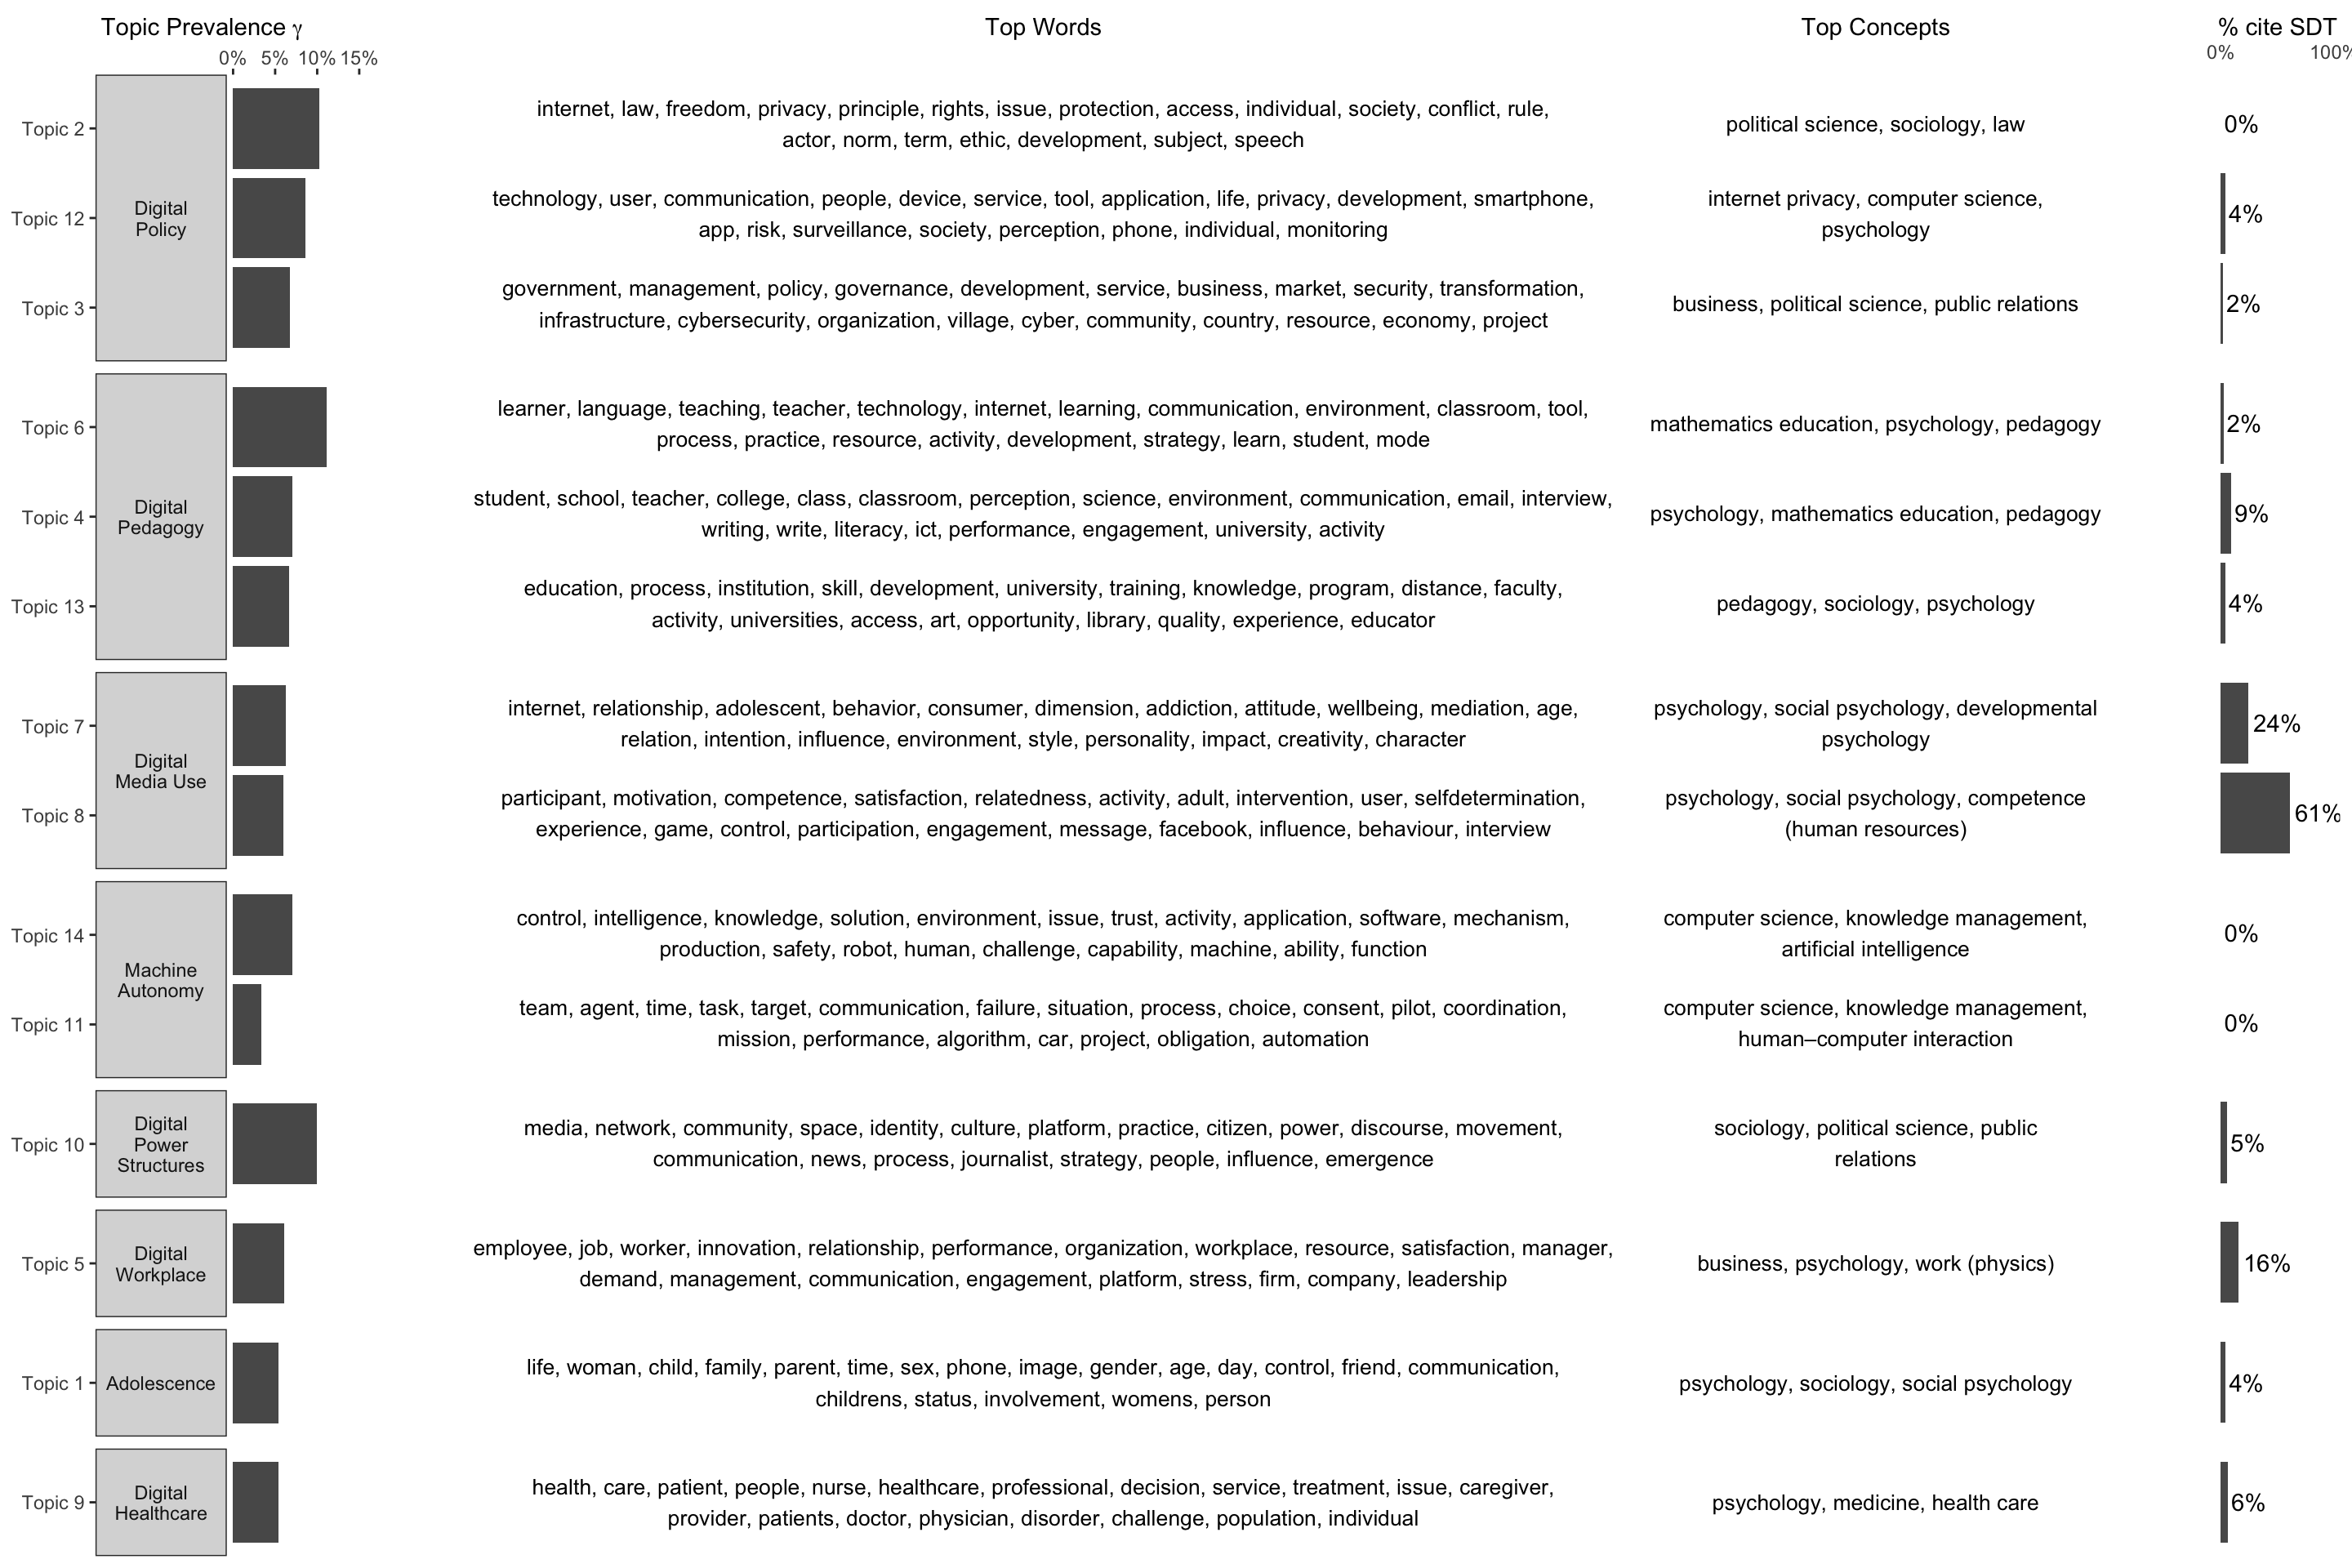 Topic Prevalence γ
Top Words
Top Concepts
% cite SDT
0% 5% 10% 15%
0% 100%
Digital
Policy
Topic 2
internet, law, freedom, privacy, principle, rights, issue, protection, access, individual, society, conflict, rule,
actor, norm, term, ethic, development, subject, speech
political science, sociology, law
0%
Topic 12
technology, user, communication, people, device, service, tool, application, life, privacy, development, smartphone,
app, risk, surveillance, society, perception, phone, individual, monitoring
internet privacy, computer science,
psychology
4%
Topic 3
government, management, policy, governance, development, service, business, market, security, transformation,
infrastructure, cybersecurity, organization, village, cyber, community, country, resource, economy, project
business, political science, public relations
2%
Digital
Pedagogy
Topic 6
learner, language, teaching, teacher, technology, internet, learning, communication, environment, classroom, tool,
process, practice, resource, activity, development, strategy, learn, student, mode
mathematics education, psychology, pedagogy
2%
Topic 4
student, school, teacher, college, class, classroom, perception, science, environment, communication, email, interview,
writing, write, literacy, ict, performance, engagement, university, activity
psychology, mathematics education, pedagogy
9%
Topic 13
education, process, institution, skill, development, university, training, knowledge, program, distance, faculty,
activity, universities, access, art, opportunity, library, quality, experience, educator
pedagogy, sociology, psychology
4%
Digital
Media Use
Topic 7
internet, relationship, adolescent, behavior, consumer, dimension, addiction, attitude, wellbeing, mediation, age,
relation, intention, influence, environment, style, personality, impact, creativity, character
psychology, social psychology, developmental
psychology
24%
Topic 8
participant, motivation, competence, satisfaction, relatedness, activity, adult, intervention, user, selfdetermination,
experience, game, control, participation, engagement, message, facebook, influence, behaviour, interview
psychology, social psychology, competence
(human resources)
61%
Machine
Autonomy
Topic 14
control, intelligence, knowledge, solution, environment, issue, trust, activity, application, software, mechanism,
production, safety, robot, human, challenge, capability, machine, ability, function
computer science, knowledge management,
artificial intelligence
0%
Topic 11
team, agent, time, task, target, communication, failure, situation, process, choice, consent, pilot, coordination,
mission, performance, algorithm, car, project, obligation, automation
computer science, knowledge management,
human–computer interaction
0%
Digital
Power
Structures
Topic 10
media, network, community, space, identity, culture, platform, practice, citizen, power, discourse, movement,
communication, news, process, journalist, strategy, people, influence, emergence
sociology, political science, public
relations
5%
Digital
Workplace
Topic 5
employee, job, worker, innovation, relationship, performance, organization, workplace, resource, satisfaction, manager,
demand, management, communication, engagement, platform, stress, firm, company, leadership
business, psychology, work (physics)
16%
Adolescence
Topic 1
life, woman, child, family, parent, time, sex, phone, image, gender, age, day, control, friend, communication,
childrens, status, involvement, womens, person
psychology, sociology, social psychology
4%
Digital
Healthcare
Topic 9
health, care, patient, people, nurse, healthcare, professional, decision, service, treatment, issue, caregiver,
provider, patients, doctor, physician, disorder, challenge, population, individual
psychology, medicine, health care
6%